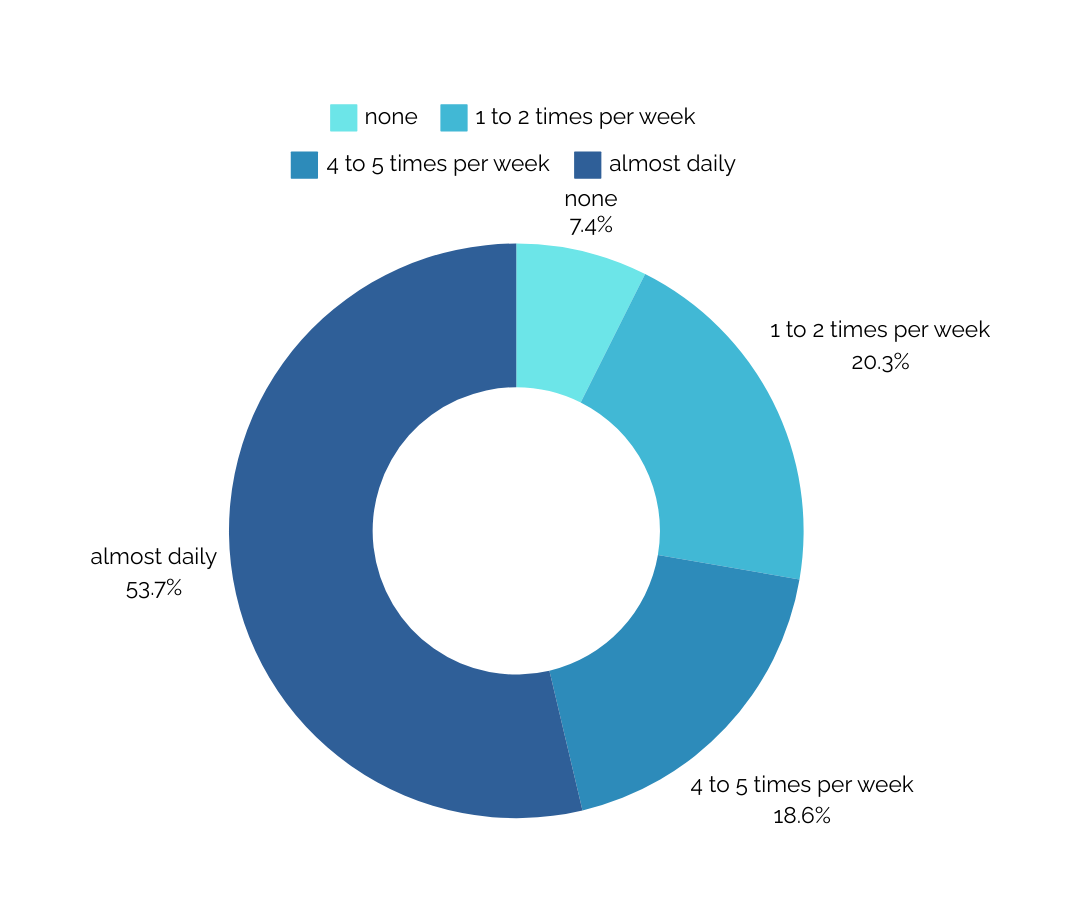 none 1 to 2 times per week
4 to 5 times per week almost daily
none
7.4%
1 to 2 times per week
20.3%
almost daily
53.7%
4 to 5 times per week
18.6%